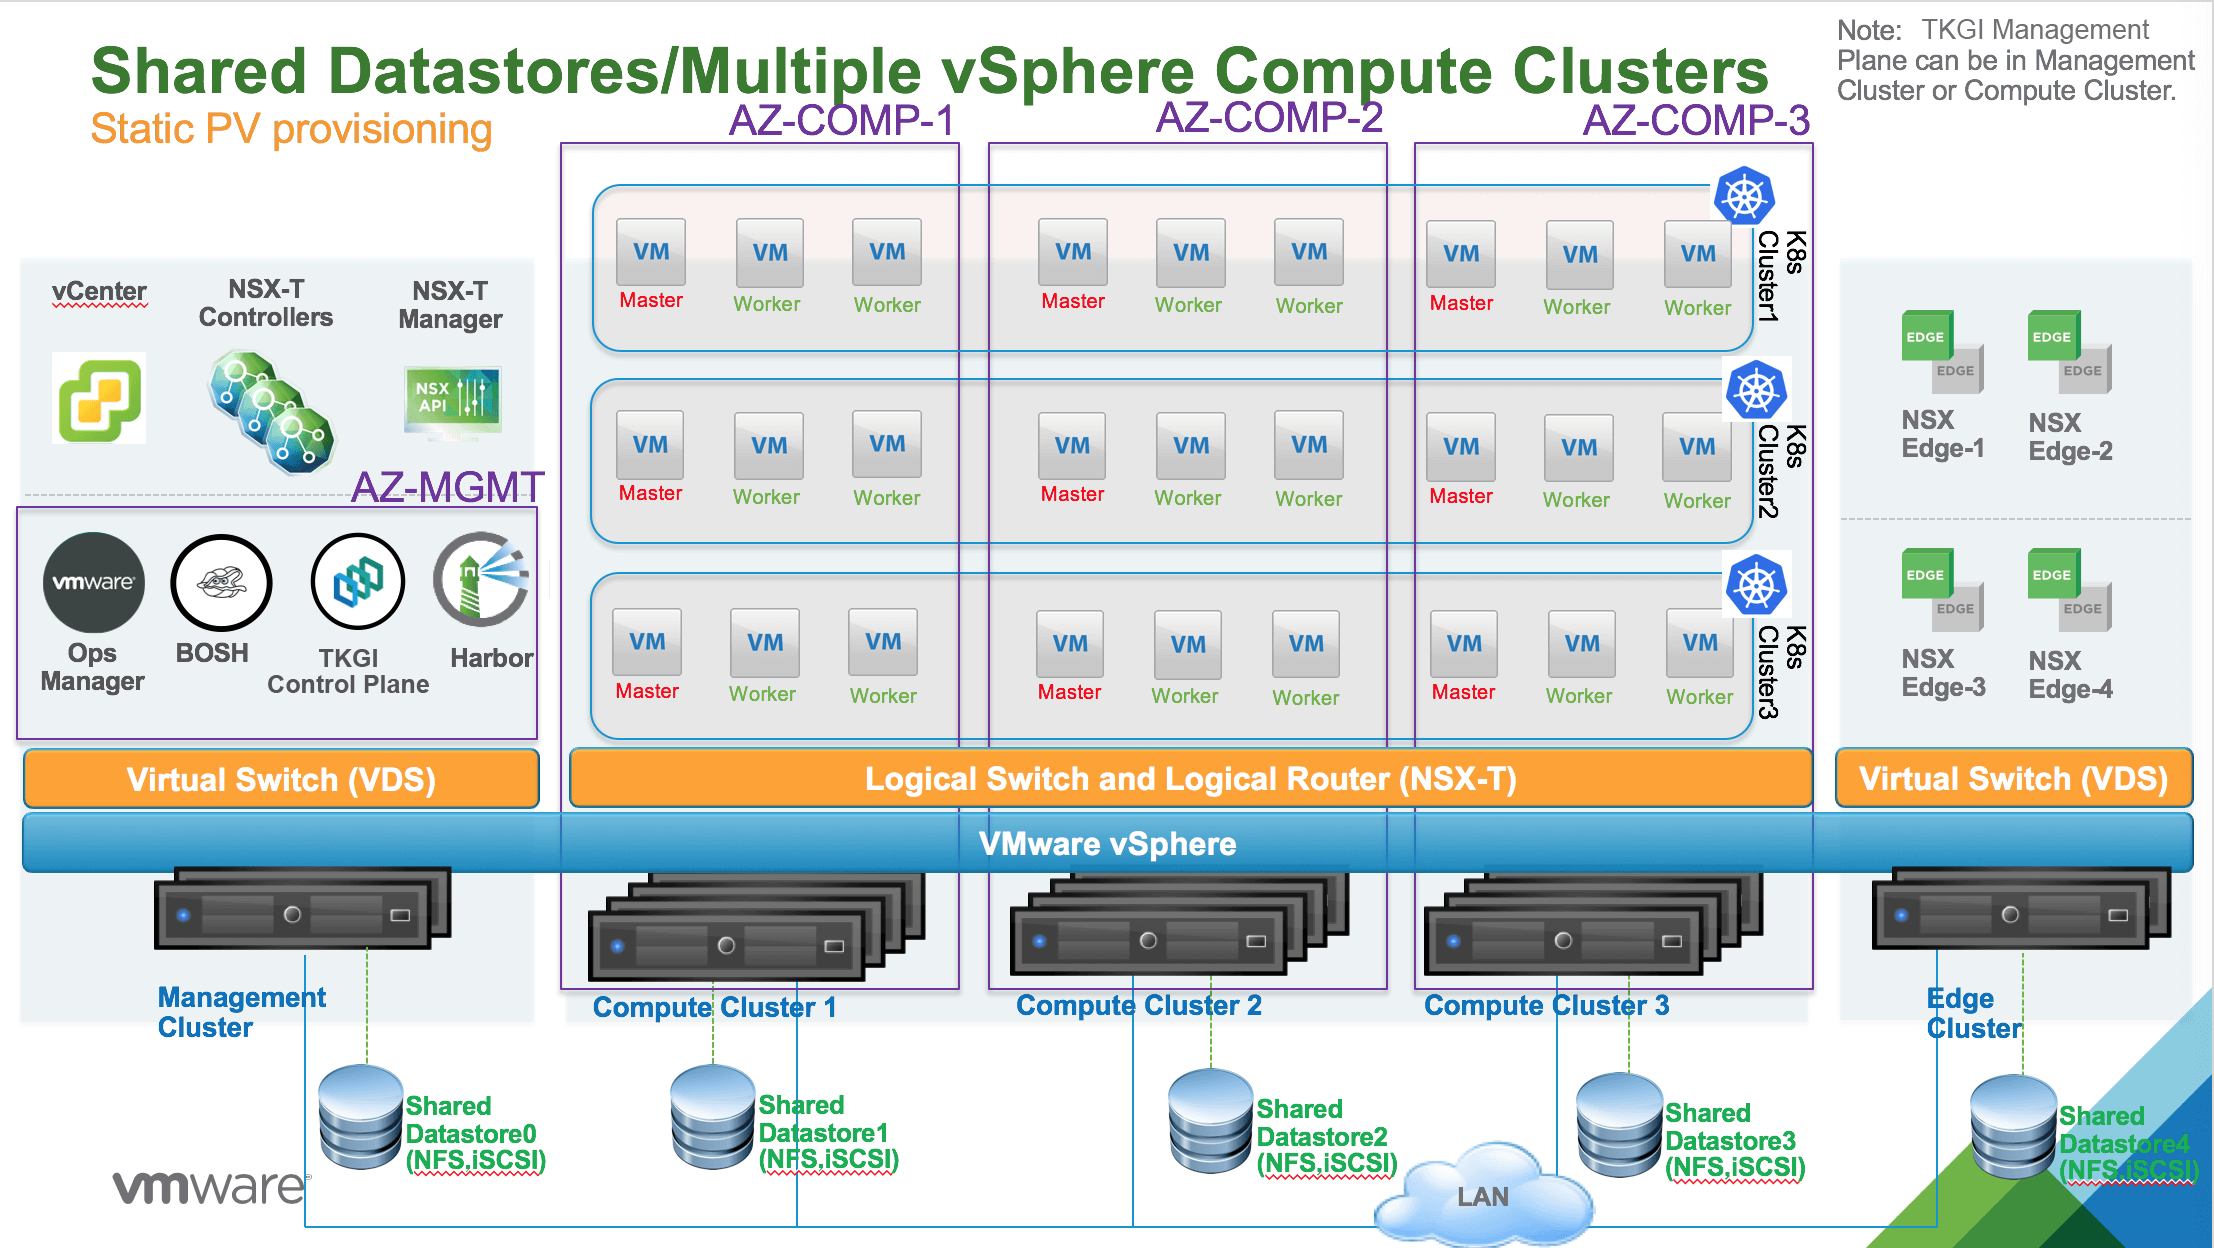 Shared Datastores/Multiple vSphere Compute Clusters
Static PV provisioning
Note: TKGI Management
Plane can be in Management
Cluster or Compute Cluster.
AZ-COMP-1
AZ-COMP-2
AZ-COMP-3
vCenter
NSX-T
Controllers
NSX-T
Manager
NSX
API
AZ-MGMT
vmware
Ops
Manager
BOSH
TKGI
Control Plane
Harbor
VM VM VM VM VM VM VM VM VM
Master Worker Worker Master Worker Worker Master Worker Worker
K8s
Cluster1
VM VM VM VM VM VM VM VM VM
Master Worker Worker Master Worker Worker Master Worker Worker
K8s
Cluster2
VM VM VM VM VM VM VM VM VM
Master Worker Worker Master Worker Worker Master Worker Worker
K8s
Cluster3
EDGE
EDGE
NSX
Edge-1
EDGE
EDGE
NSX
Edge-2
EDGE
EDGE
NSX
Edge-3
EDGE
EDGE
NSX
Edge-4
Virtual Switch (VDS)
Logical Switch and Logical Router (NSX-T)
Virtual Switch (VDS)
VMware vSphere
Management
Cluster
Compute Cluster 1
Compute Cluster 2
Compute Cluster 3
Edge
Cluster
Shared
Datastore0
(NFS,iSCSI)
Shared
Datastore1
(NFS,iSCSI)
Shared
Datastore2
(NFS,iSCSI)
Shared
Datastore3
(NFS,iSCSI)
Shared
Datastore4
(NFS,iSCSI)
LAN
vmware